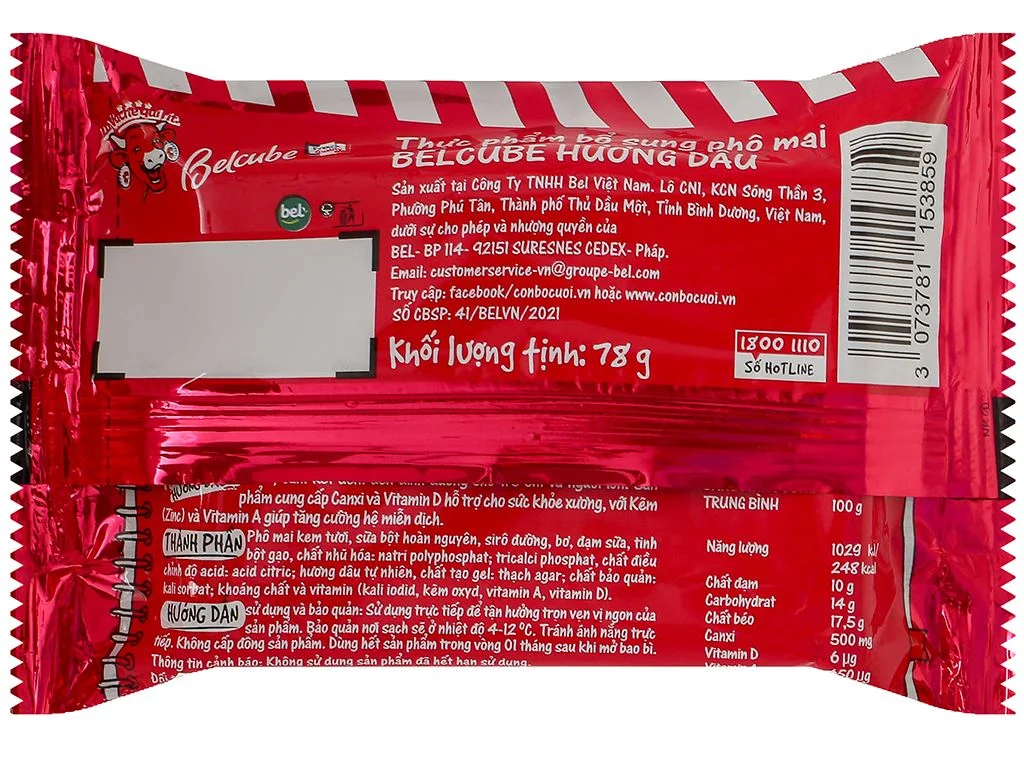 la vache qui rit
Belcube
bel
Thực phẩm bổ sung phô mai
BELCUBE HƯƠNG DÂU
Sản xuất tại Công Ty TNHH Bel Việt Nam. Lô CN1, KCN Sóng Thần 3,
Phường Phú Tân, Thành phố Thủ Dầu Một, Tỉnh Bình Dương, Việt Nam,
dưới sự cho phép và nhượng quyền của
BEL- BP 114- 92151 SURESNES CEDEX- Pháp.
Email: customerservice-vn@groupe-bel.com
Truy cập: facebook/conbocuoi.vn hoặc www.conbocuoi.vn
SỐ CBSP: 41/BELVN/2021
Khối lượng tịnh: 78 g
1800 1110
SỐ HOTLINE
3 073781 153859
phẩm cung cấp Canxi và Vitamin D hỗ trợ cho sức khỏe xương, với Kẽm
(Zinc) và Vitamin A giúp tăng cường hệ miễn dịch.
THÀNH PHẦN Phô mai kem tươi, sữa bột hoàn nguyên, sirô đường, bơ, đạm sữa, tinh
bột gạo, chất nhũ hóa: natri polyphosphat; tricalci phosphat, chất điều
chỉnh độ acid: acid citric; hương dâu tự nhiên, chất tạo gel: thạch agar; chất bảo quản:
kali sorbat; khoáng chất và vitamin (kali iodid, kẽm oxyd, vitamin A, vitamin D).
HƯỚNG DẪN sử dụng và bảo quản: Sử dụng trực tiếp để tận hưởng trọn vẹn vị ngon của
sản phẩm. Bảo quản nơi sạch sẽ ở nhiệt độ 4-12 °C. Tránh ánh nắng trực
tiếp. Không cấp đông sản phẩm. Dùng hết sản phẩm trong vòng 01 tháng sau khi mở bao bì.
Thông tin cảnh báo: Không sử dụng sản phẩm đã hết hạn sử dụng.
TRUNG BÌNH 100 g
Năng lượng 1029 kJ/
248 kcal
Chất đạm 10 g
Carbohydrat 14 g
Chất béo 17,5 g
Canxi 500 mg
Vitamin D 6 µg